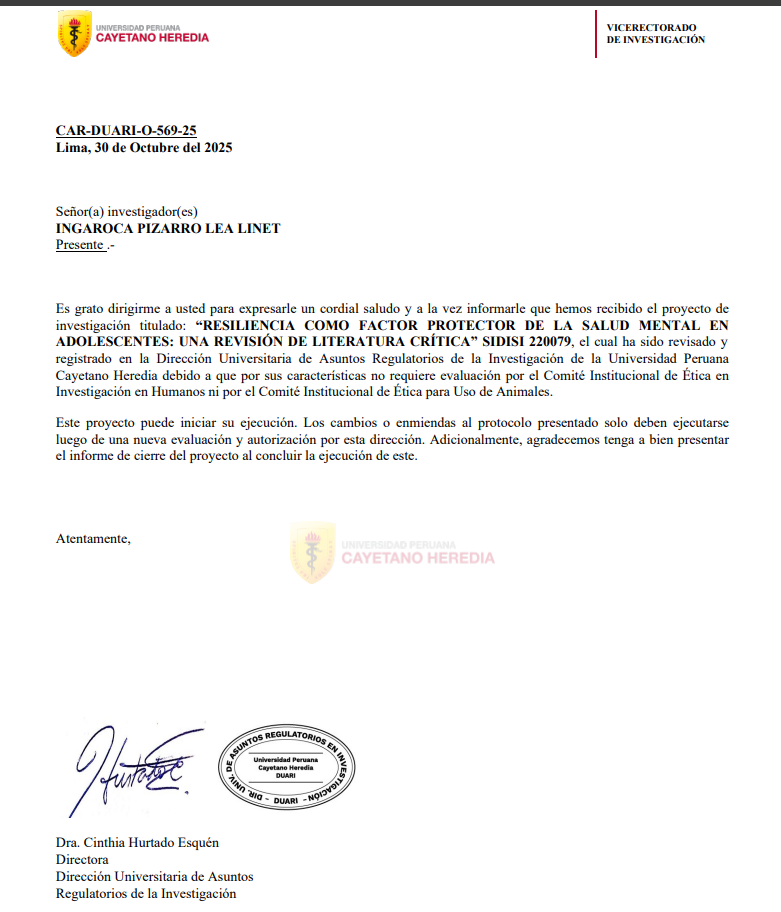 UNIVERSIDAD PERUANA
CAYETANO HEREDIA
VICERECTORADO
DE INVESTIGACIÓN
CAR-DUARI-O-569-25
Lima, 30 de Octubre del 2025
Señor(a) investigador(es)
INGAROCA PIZARRO LEA LINET
Presente .-
Es grato dirigirme a usted para expresarle un cordial saludo y a la vez informarle que hemos recibido el proyecto de
investigación titulado: “RESILIENCIA COMO FACTOR PROTECTOR DE LA SALUD MENTAL EN
ADOLESCENTES: UNA REVISIÓN DE LITERATURA CRÍTICA” SIDISI 220079, el cual ha sido revisado y
registrado en la Dirección Universitaria de Asuntos Regulatorios de la Investigación de la Universidad Peruana
Cayetano Heredia debido a que por sus características no requiere evaluación por el Comité Institucional de Ética en
Investigación en Humanos ni por el Comité Institucional de Ética para Uso de Animales.
Este proyecto puede iniciar su ejecución. Los cambios o enmiendas al protocolo presentado solo deben ejecutarse
luego de una nueva evaluación y autorización por esta dirección. Adicionalmente, agradecemos tenga a bien presentar
el informe de cierre del proyecto al concluir la ejecución de este.
Atentamente,
UNIVERSIDAD PERUANA
CAYETANO HEREDIA
DIR. UNIV. DE ASUNTOS REGULATORIOS EN INVESTIGACIÓN - DUARI -
Universidad Peruana
Cayetano Heredia
DUARI
Dra. Cinthia Hurtado Esquén
Directora
Dirección Universitaria de Asuntos
Regulatorios de la Investigación